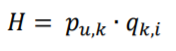 H = p_{u,k} · q_{k,i}